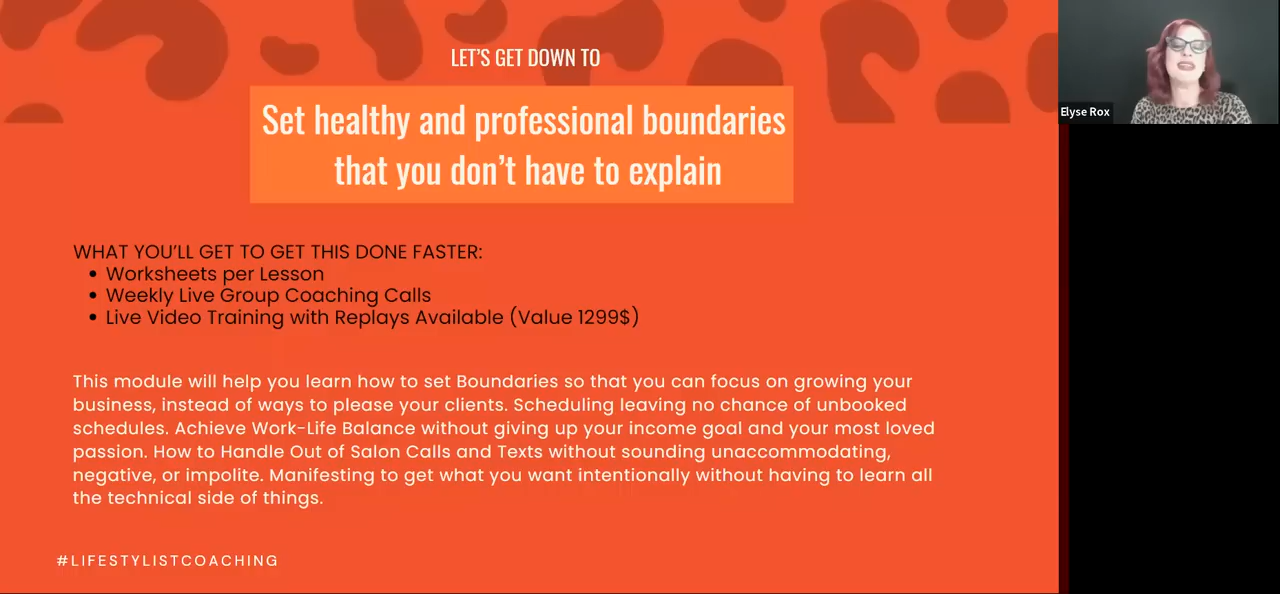 LET'S GET DOWN TO
Set healthy and professional boundaries
that you don't have to explain
WHAT YOU'LL GET TO GET THIS DONE FASTER:
• Worksheets per Lesson
• Weekly Live Group Coaching Calls
• Live Video Training with Replays Available (Value 1299$)
This module will help you learn how to set Boundaries so that you can focus on growing your
business, instead of ways to please your clients. Scheduling leaving no chance of unbooked
schedules. Achieve Work-Life Balance without giving up your income goal and your most loved
passion. How to Handle Out of Salon Calls and Texts without sounding unaccommodating,
negative, or impolite. Manifesting to get what you want intentionally without having to learn all
the technical side of things.
#LIFESTYLISTCOACHING
Elyse Rox